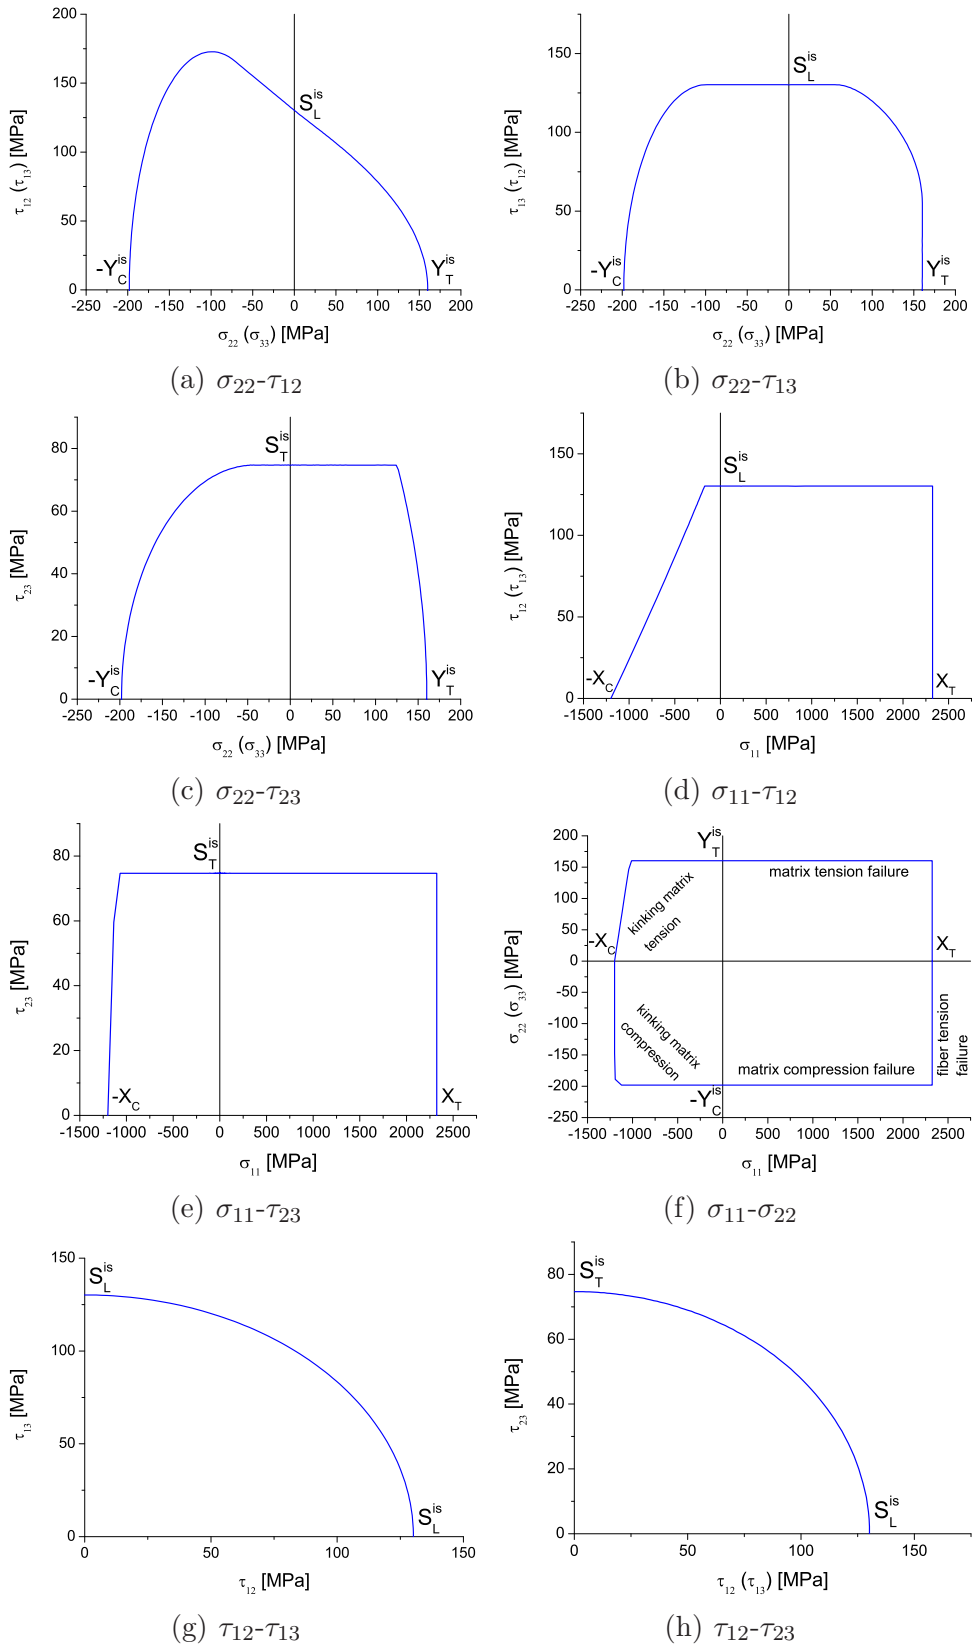 200
150
100
50
0
τ12 (τ13) [MPa]
S_L^is
-Y_C^is
Y_T^is
-250 -200 -150 -100 -50 0 50 100 150 200
σ22 (σ33) [MPa]
(a) σ22-τ12
150
100
50
0
τ13 (τ12) [MPa]
S_L^is
-Y_C^is
Y_T^is
-250 -200 -150 -100 -50 0 50 100 150 200
σ22 (σ33) [MPa]
(b) σ22-τ13
80
60
40
20
0
τ23 [MPa]
S_T^is
-Y_C^is
Y_T^is
-250 -200 -150 -100 -50 0 50 100 150 200
σ22 (σ33) [MPa]
(c) σ22-τ23
150
100
50
0
τ12 (τ13) [MPa]
S_L^is
-X_C
X_T
-1500 -1000 -500 0 500 1000 1500 2000 2500
σ11 [MPa]
(d) σ11-τ12
80
60
40
20
0
τ23 [MPa]
S_T^is
-X_C
X_T
-1500 -1000 -500 0 500 1000 1500 2000 2500
σ11 [MPa]
(e) σ11-τ23
200
150
100
50
0
-50
-100
-150
-200
-250
σ22 (σ33) [MPa]
Y_T^is
matrix tension failure
kinking matrix
tension
-X_C
X_T
kinking matrix
compression
matrix compression failure
fiber tension
failure
-Y_C^is
-1500 -1000 -500 0 500 1000 1500 2000 2500
σ11 [MPa]
(f) σ11-σ22
150
100
50
0
τ13 [MPa]
S_L^is
S_L^is
0 50 100 150
τ12 [MPa]
(g) τ12-τ13
80
60
40
20
0
τ23 [MPa]
S_T^is
S_L^is
0 50 100 150
τ12 (τ13) [MPa]
(h) τ12-τ23